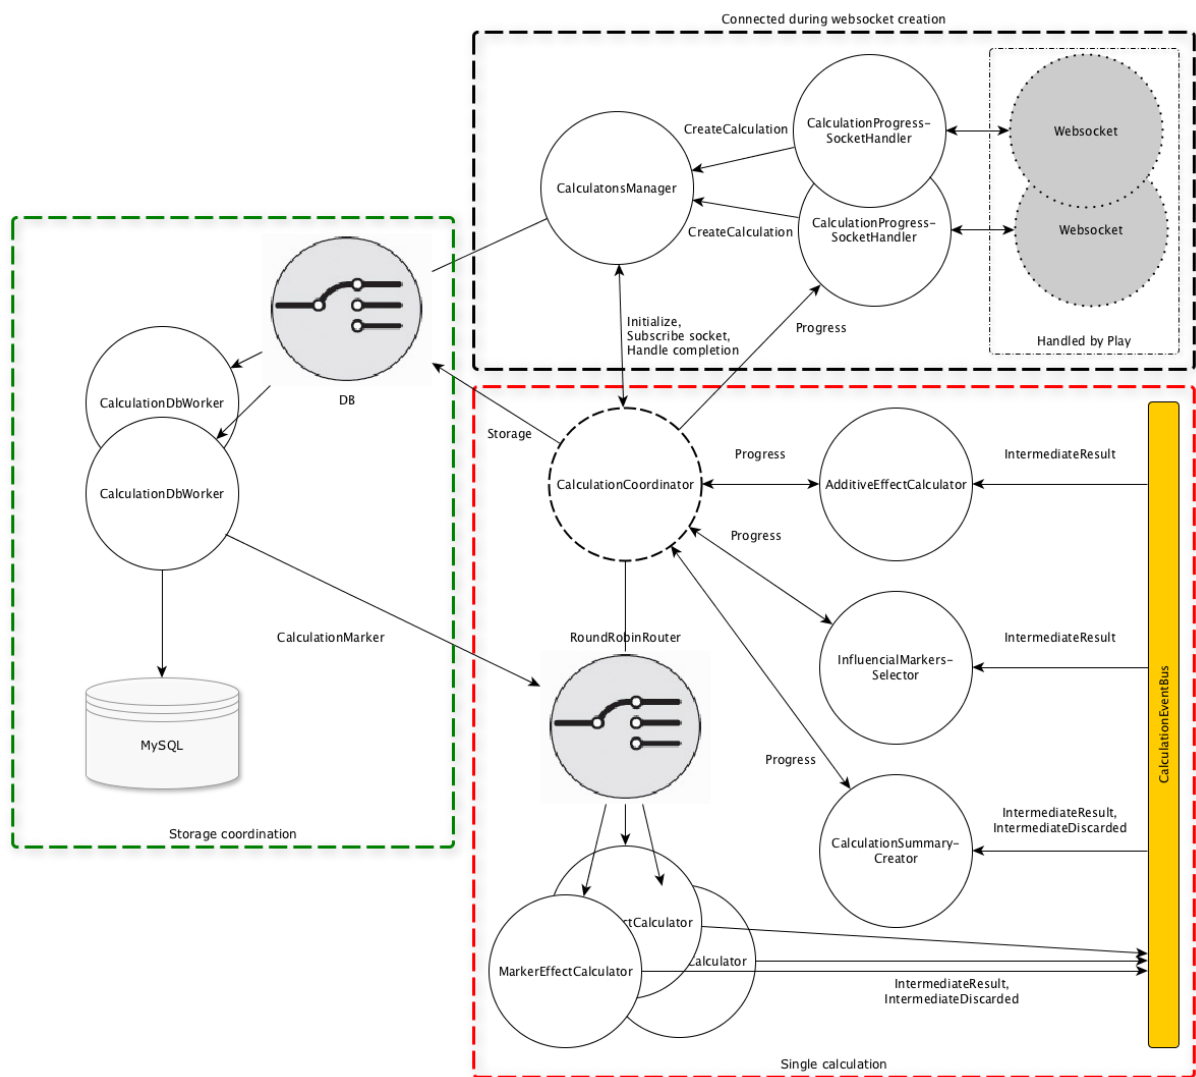 Connected during websocket creation
CalculationProgress-
SocketHandler
Websocket
CreateCalculation
CalculatonsManager
CalculationProgress-
SocketHandler
Websocket
CreateCalculation
Initialize,
Subscribe socket,
Handle completion
Progress
Handled by Play
DB
CalculationDbWorker
Storage
CalculationDbWorker
CalculationCoordinator
Progress
AdditiveEffectCalculator
IntermediateResult
Progress
CalculationMarker
RoundRobinRouter
InfluencialMarkers-
Selector
IntermediateResult
CalculationEventBus
MySQL
Progress
Storage coordination
CalculationSummary-
Creator
IntermediateResult,
IntermediateDiscarded
ctCalculator
Calculator
MarkerEffectCalculator
IntermediateResult,
IntermediateDiscarded
Single calculation